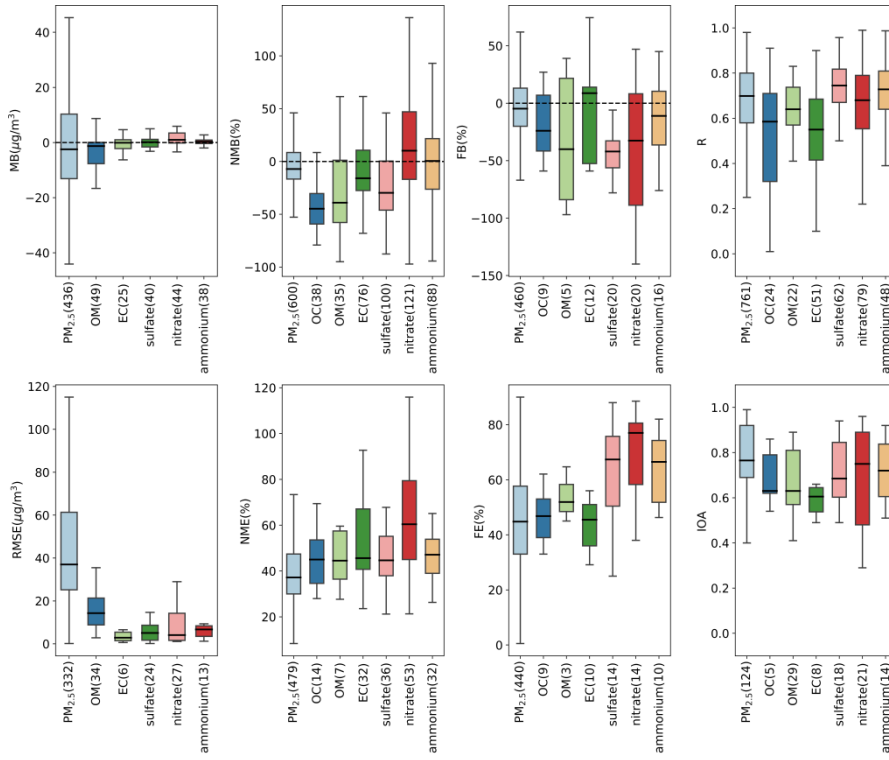 MB(μg/m³)
40
20
0
−20
−40
PM₂.₅(436)
OM(49)
EC(25)
sulfate(40)
nitrate(44)
ammonium(38)
NMB(%)
100
50
0
−50
−100
PM₂.₅(600)
OC(38)
OM(35)
EC(76)
sulfate(100)
nitrate(121)
ammonium(88)
FB(%)
50
0
−50
−100
−150
PM₂.₅(460)
OC(9)
OM(5)
EC(12)
sulfate(20)
nitrate(20)
ammonium(16)
R
1.0
0.8
0.6
0.4
0.2
0.0
PM₂.₅(761)
OC(24)
OM(22)
EC(51)
sulfate(62)
nitrate(79)
ammonium(48)
RMSE(μg/m³)
120
100
80
60
40
20
0
PM₂.₅(332)
OM(34)
EC(6)
sulfate(24)
nitrate(27)
ammonium(13)
NME(%)
120
100
80
60
40
20
PM₂.₅(479)
OC(14)
OM(7)
EC(32)
sulfate(36)
nitrate(53)
ammonium(32)
FE(%)
80
60
40
20
0
PM₂.₅(440)
OC(9)
OM(3)
EC(10)
sulfate(14)
nitrate(14)
ammonium(10)
IOA
1.0
0.8
0.6
0.4
0.2
0.0
PM₂.₅(124)
OC(5)
OM(29)
EC(8)
sulfate(18)
nitrate(21)
ammonium(14)